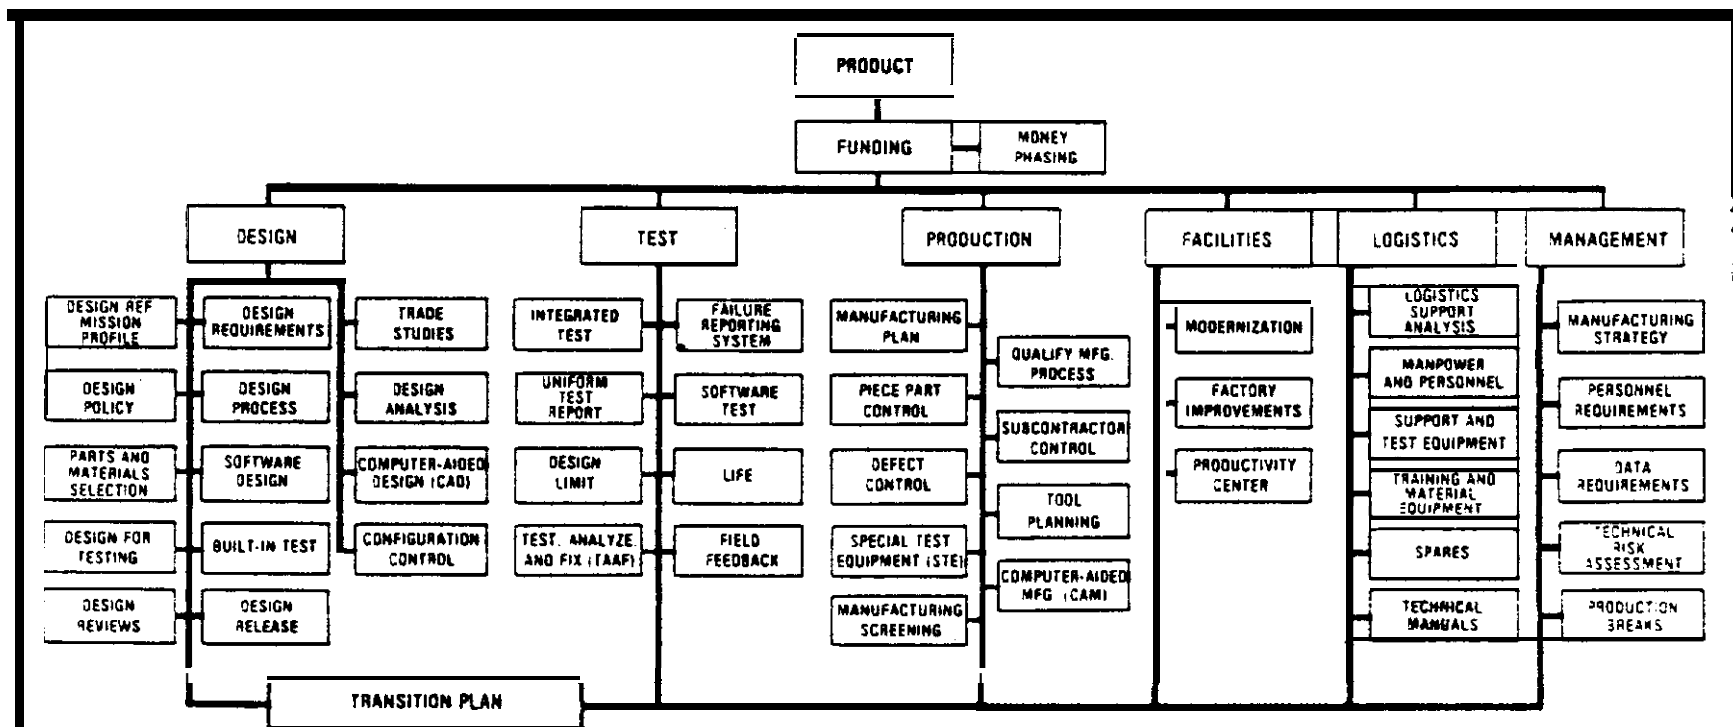 PRODUCT
FUNDING
MONEY
PHASING
DESIGN
TEST
PRODUCTION
FACILITIES
LOGISTICS
MANAGEMENT
DESIGN REF
MISSION
PROFILE
DESIGN
REQUIREMENTS
TRADE
STUDIES
DESIGN
POLICY
DESIGN
PROCESS
DESIGN
ANALYSIS
PARTS AND
MATERIALS
SELECTION
SOFTWARE
DESIGN
COMPUTER-AIDED
DESIGN (CAD)
DESIGN FOR
TESTING
BUILT-IN TEST
CONFIGURATION
CONTROL
DESIGN
REVIEWS
DESIGN
RELEASE
INTEGRATED
TEST
FAILURE
REPORTING
SYSTEM
UNIFORM
TEST
REPORT
SOFTWARE
TEST
DESIGN
LIMIT
LIFE
TEST. ANALYZE
AND FIX (TAAF)
FIELD
FEEDBACK
MANUFACTURING
PLAN
QUALIFY MFG.
PROCESS
PIECE PART
CONTROL
SUBCONTRACTOR
CONTROL
DEFECT
CONTROL
TOOL
PLANNING
SPECIAL TEST
EQUIPMENT (STE)
COMPUTER-AIDED
MFG (CAM)
MANUFACTURING
SCREENING
MODERNIZATION
FACTORY
IMPROVEMENTS
PRODUCTIVITY
CENTER
LOGISTICS
SUPPORT
ANALYSIS
MANPOWER
AND PERSONNEL
SUPPORT AND
TEST EQUIPMENT
TRAINING AND
MATERIAL
EQUIPMENT
SPARES
TECHNICAL
MANUALS
MANUFACTURING
STRATEGY
PERSONNEL
REQUIREMENTS
DATA
REQUIREMENTS
TECHNICAL
RISK
ASSESSMENT
PRODUCTION
BREAKS
TRANSITION PLAN